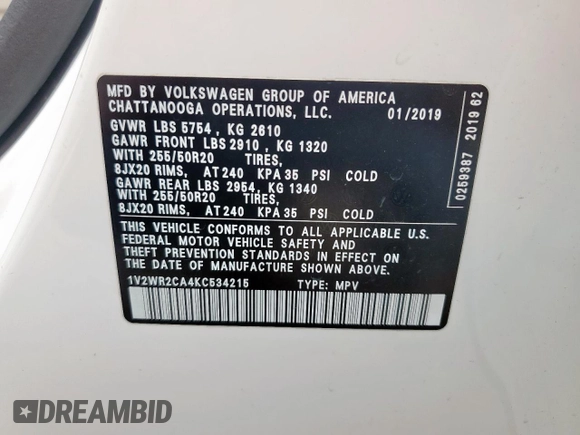 MFD BY VOLKSWAGEN GROUP OF AMERICA
CHATTANOOGA OPERATIONS, LLC. 01/2019
GVWR LBS 5754 , KG 2610
GAWR FRONT LBS 2910 , KG 1320
WITH 255/50R20 TIRES,
8JX20 RIMS, AT 240 KPA 35 PSI COLD
GAWR REAR LBS 2954, KG 1340
WITH 255/50R20 TIRES,
8JX20 RIMS, AT 240 KPA 35 PSI COLD
THIS VEHICLE CONFORMS TO ALL APPLICABLE U.S.
FEDERAL MOTOR VEHICLE SAFETY AND
THEFT PREVENTION STANDARDS IN EFFECT ON
THE DATE OF MANUFACTURE SHOWN ABOVE.
1V2WR2CA4KC534215 TYPE: MPV
0259387 2019 62
DREAMBID